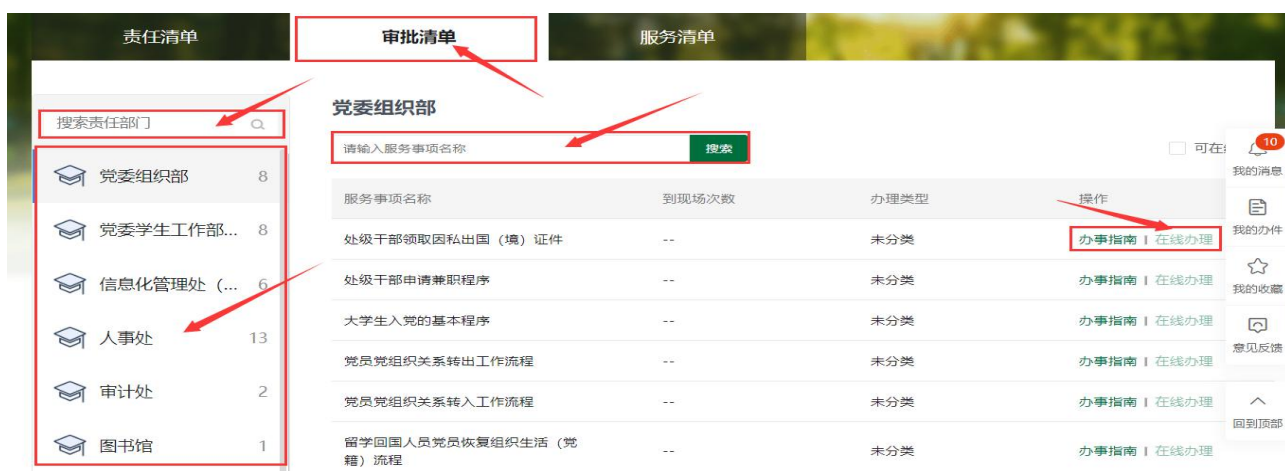 责任清单
审批清单
服务清单
搜索责任部门
党委组织部 8
党委学生工作部... 8
信息化管理处（... 6
人事处 13
审计处 2
图书馆 1
党委组织部
请输入服务事项名称
搜索
可在
服务事项名称 到现场次数 办理类型 操作
处级干部领取因私出国（境）证件 -- 未分类 办事指南 | 在线办理
处级干部申请兼职程序 -- 未分类 办事指南 | 在线办理
大学生入党的基本程序 -- 未分类 办事指南 | 在线办理
党员党组织关系转出工作流程 -- 未分类 办事指南 | 在线办理
党员党组织关系转入工作流程 -- 未分类 办事指南 | 在线办理
留学回国人员党员恢复组织生活（党
籍）流程 -- 未分类 办事指南 | 在线办理
10
我的消息
我的办件
我的收藏
意见反馈
回到顶部